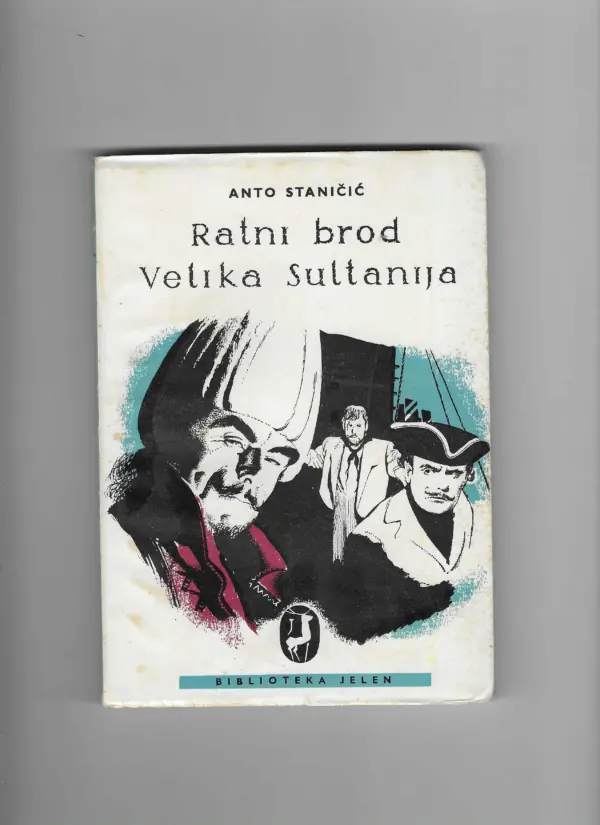 ANTO STANIČIĆ
Ratni brod
Velika Sultanija
BIBLIOTEKA JELEN